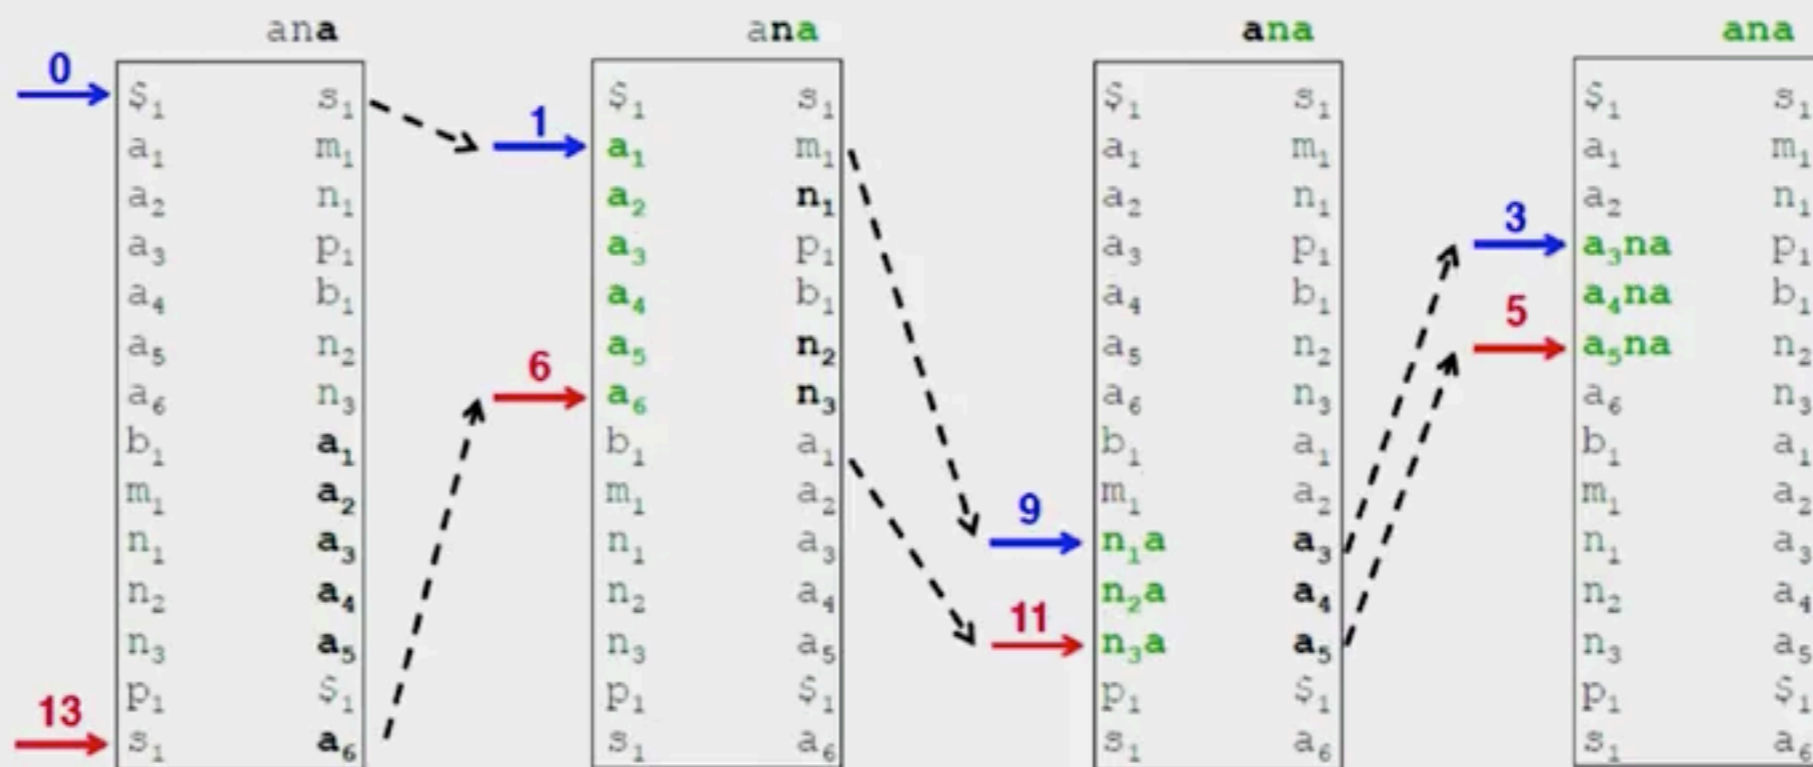 ana ana ana ana
0 $₁ s₁ $₁ s₁ $₁ s₁ $₁ s₁
a₁ m₁ 1 a₁ m₁ a₁ m₁ a₁ m₁
a₂ n₁ a₂ n₁ a₂ n₁ a₂ n₁
a₃ p₁ a₃ p₁ a₃ p₁ 3 a₃na p₁
a₄ b₁ a₄ b₁ a₄ b₁ a₄na b₁
a₅ n₂ a₅ n₂ a₅ n₂ 5 a₅na n₂
a₆ n₃ 6 a₆ n₃ a₆ n₃ a₆ n₃
b₁ a₁ b₁ a₁ b₁ a₁ b₁ a₁
m₁ a₂ m₁ a₂ m₁ a₂ m₁ a₂
n₁ a₃ n₁ a₃ 9 n₁a a₃ n₁ a₃
n₂ a₄ n₂ a₄ n₂a a₄ n₂ a₄
n₃ a₅ n₃ a₅ 11 n₃a a₅ n₃ a₅
p₁ $₁ p₁ $₁ p₁ $₁ p₁ $₁
13 s₁ a₆ s₁ a₆ s₁ a₆ s₁ a₆